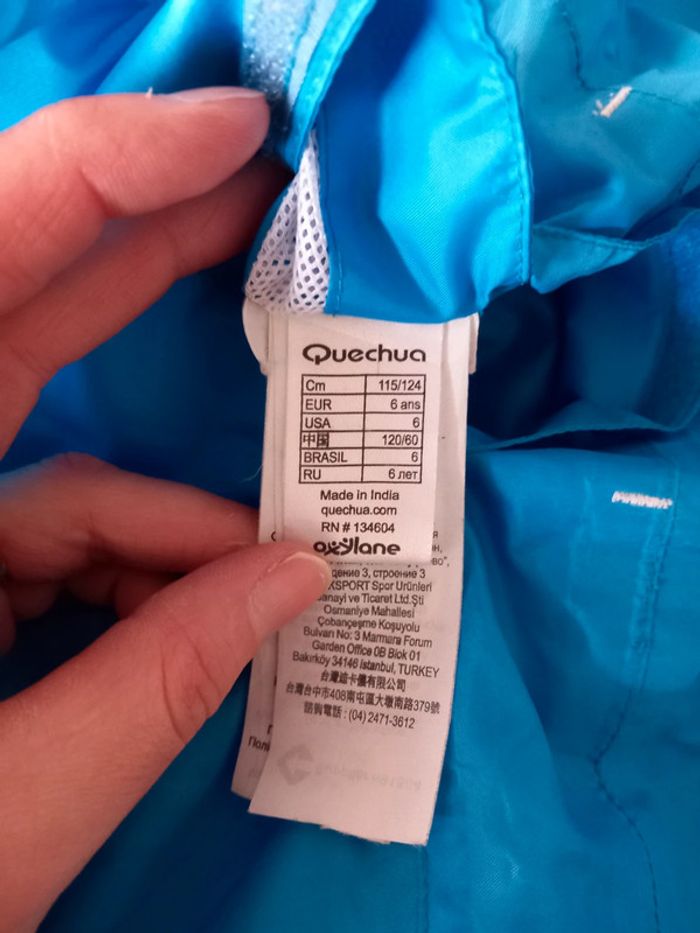 Quechua
Cm 115/124
EUR 6 ans
USA 6
中国 120/60
BRASIL 6
RU 6 лет
Made in India
quechua.com
RN # 134604
oxylane
строение 3
Spor Ürünleri
ve Ticaret Ltd.Şti
Osmaniye Mahallesi
Çobançeşme Koşuyolu
Bulvarı No: 3 Marmara Forum
Garden Office 0B Blok 01
Bakırköy 34146 İstanbul, TURKEY
台灣迪卡儂有限公司
台灣台中市408南屯區大墩南路379號
諮詢電話 : (04) 2471-3612